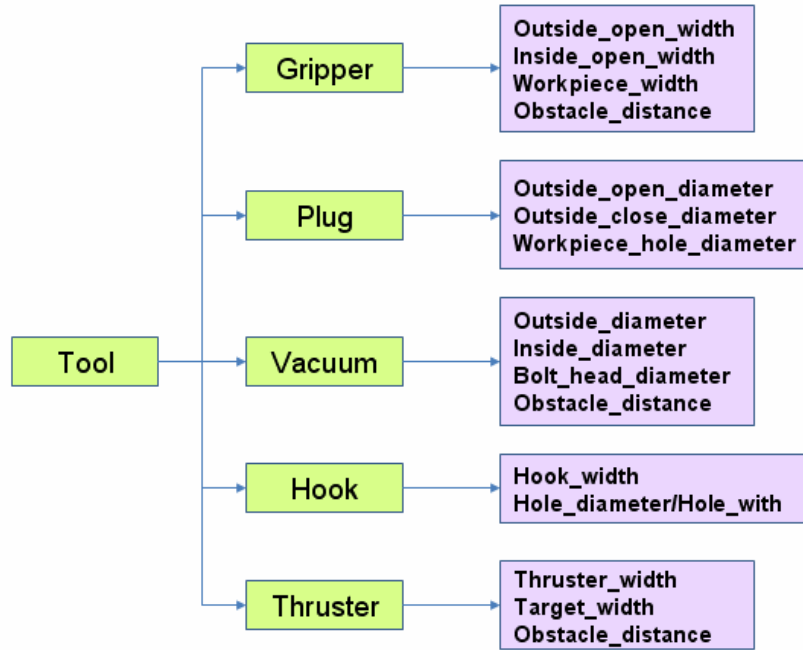 Tool
Gripper
Outside_open_width
Inside_open_width
Workpiece_width
Obstacle_distance
Plug
Outside_open_diameter
Outside_close_diameter
Workpiece_hole_diameter
Vacuum
Outside_diameter
Inside_diameter
Bolt_head_diameter
Obstacle_distance
Hook
Hook_width
Hole_diameter/Hole_with
Thruster
Thruster_width
Target_width
Obstacle_distance